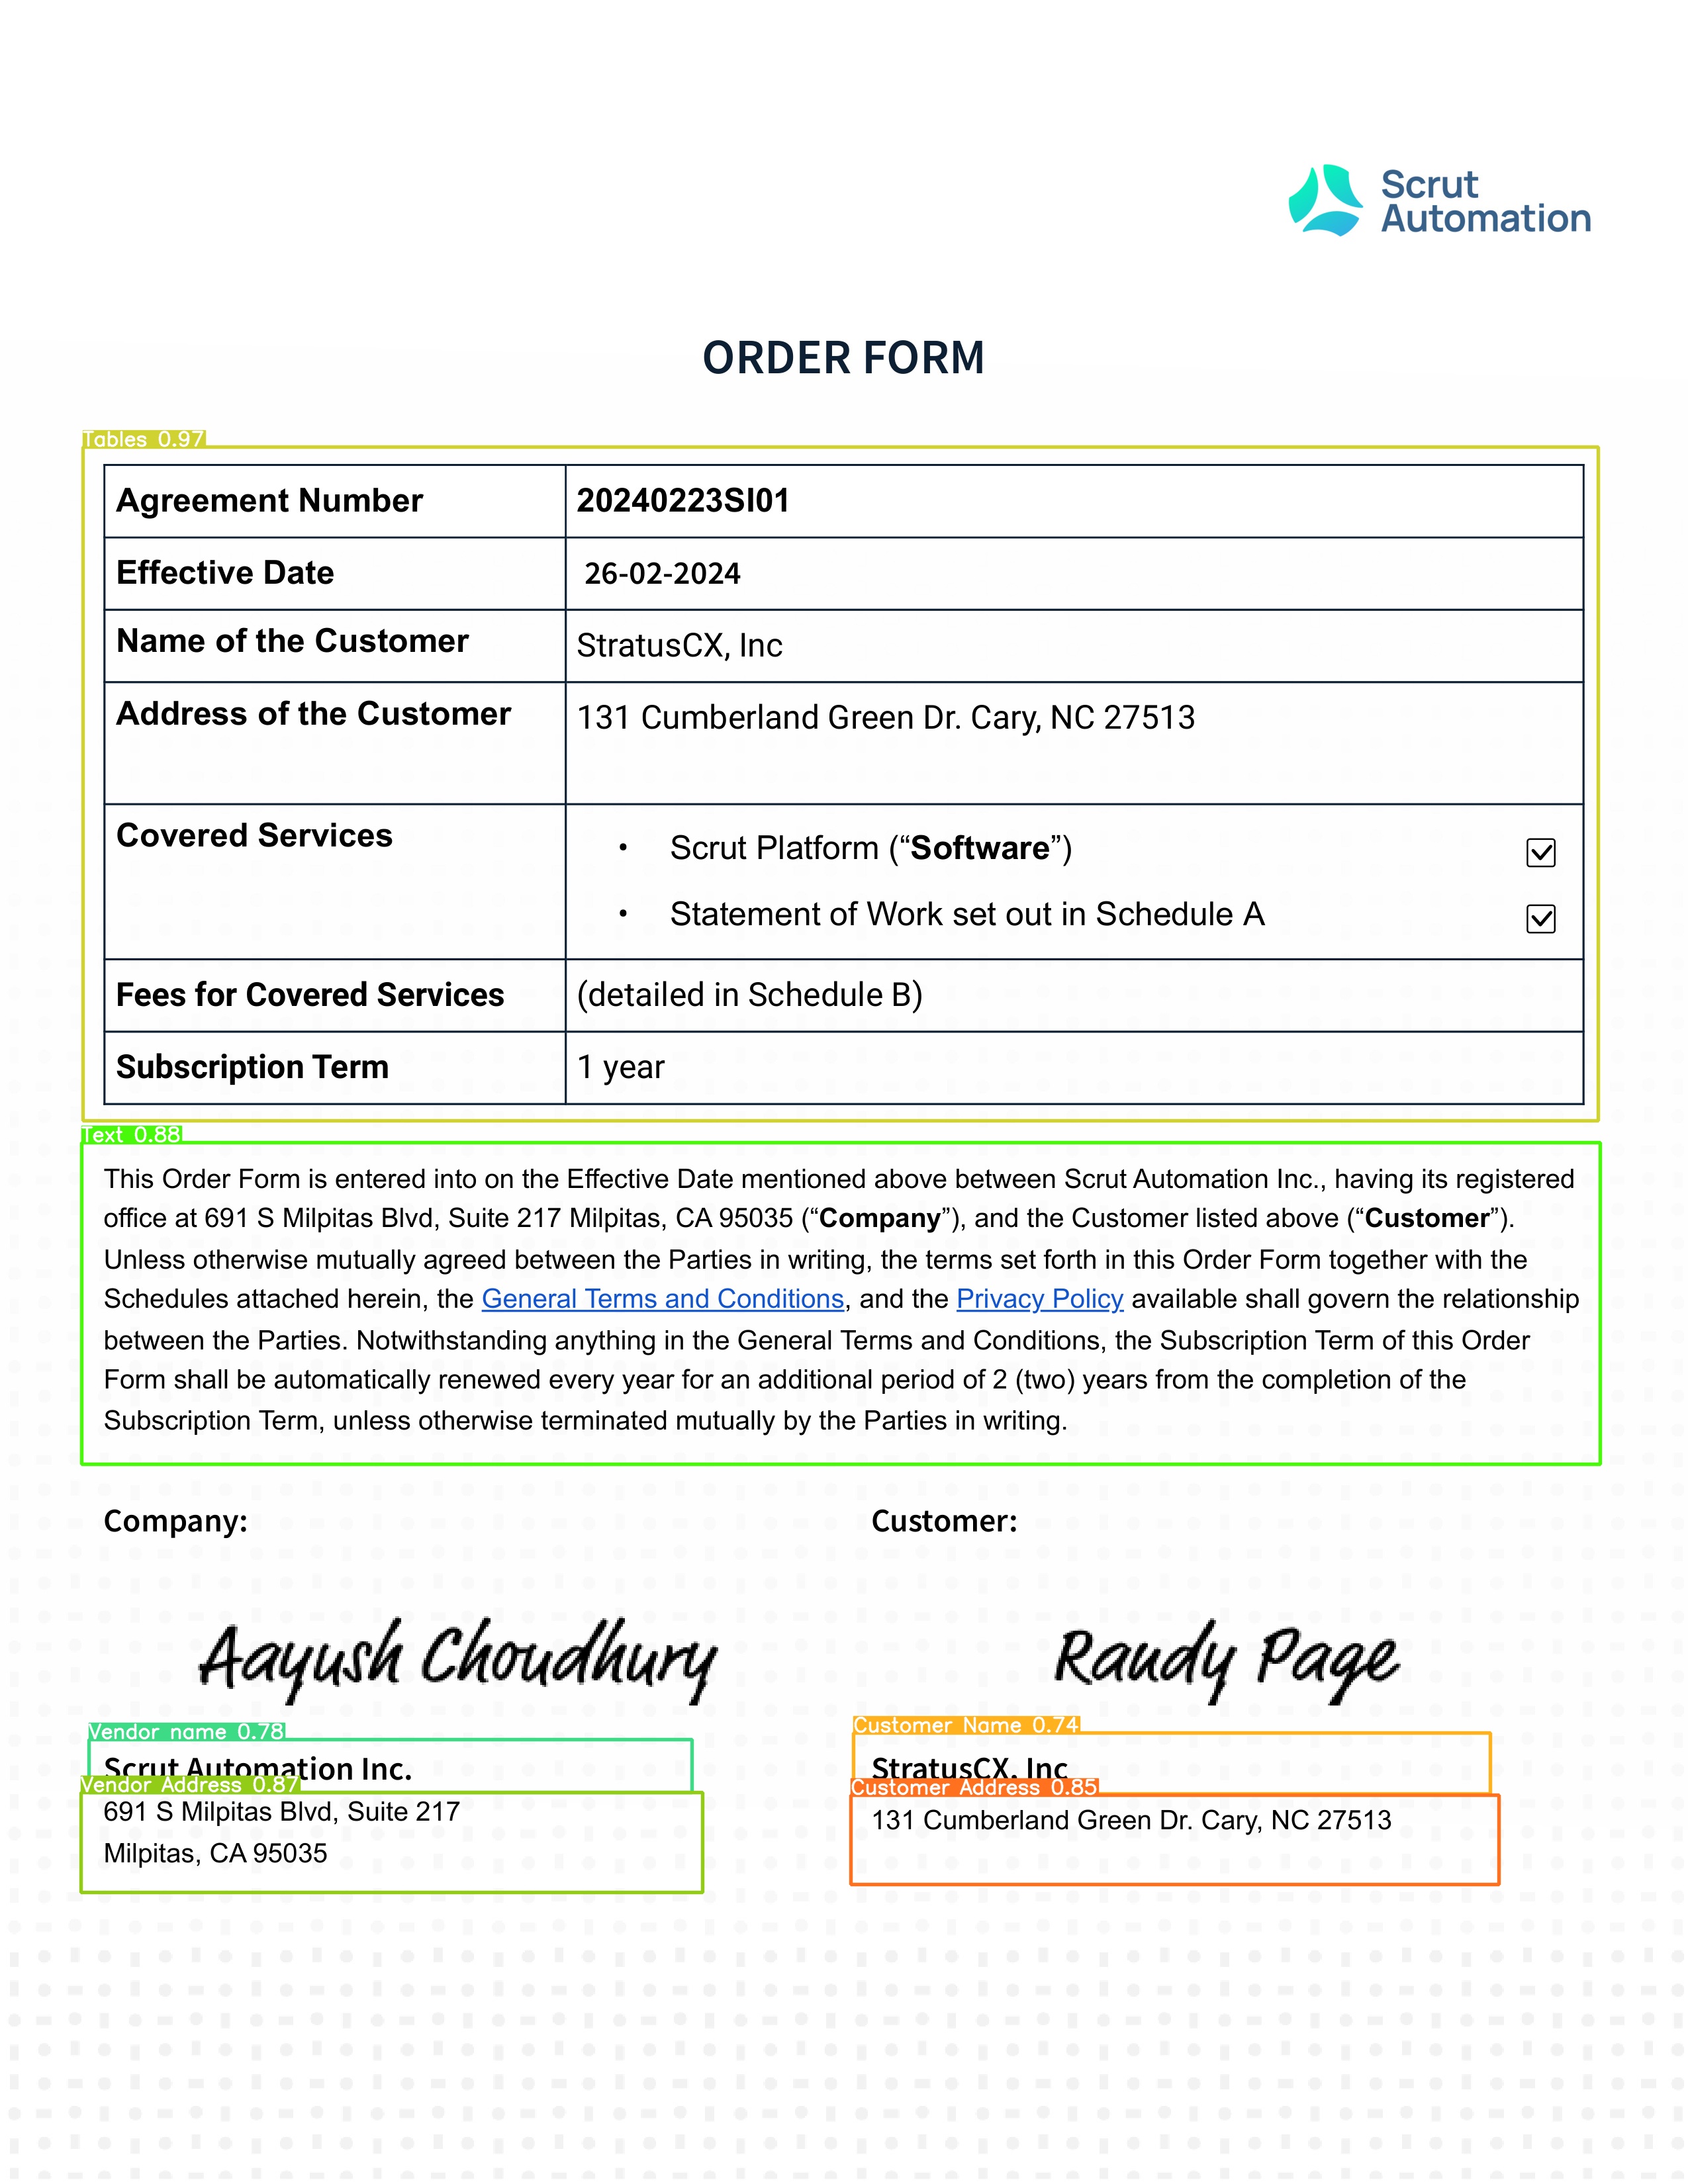 Scrut
Automation
ORDER FORM
Tables 0.97
Agreement Number 20240223SI01
Effective Date 26-02-2024
Name of the Customer StratusCX, Inc
Address of the Customer 131 Cumberland Green Dr. Cary, NC 27513
Covered Services
• Scrut Platform (“Software”) ☑
• Statement of Work set out in Schedule A ☑
Fees for Covered Services (detailed in Schedule B)
Subscription Term 1 year
Text 0.88
This Order Form is entered into on the Effective Date mentioned above between Scrut Automation Inc., having its registered
office at 691 S Milpitas Blvd, Suite 217 Milpitas, CA 95035 (“Company”), and the Customer listed above (“Customer”).
Unless otherwise mutually agreed between the Parties in writing, the terms set forth in this Order Form together with the
Schedules attached herein, the General Terms and Conditions, and the Privacy Policy available shall govern the relationship
between the Parties. Notwithstanding anything in the General Terms and Conditions, the Subscription Term of this Order
Form shall be automatically renewed every year for an additional period of 2 (two) years from the completion of the
Subscription Term, unless otherwise terminated mutually by the Parties in writing.
Company:
Aayush Choudhury
Vendor name 0.78
Scrut Automation Inc.
Vendor Address 0.87
691 S Milpitas Blvd, Suite 217
Milpitas, CA 95035
Customer:
Randy Page
Customer Name 0.74
StratusCX, Inc
Customer Address 0.85
131 Cumberland Green Dr. Cary, NC 27513